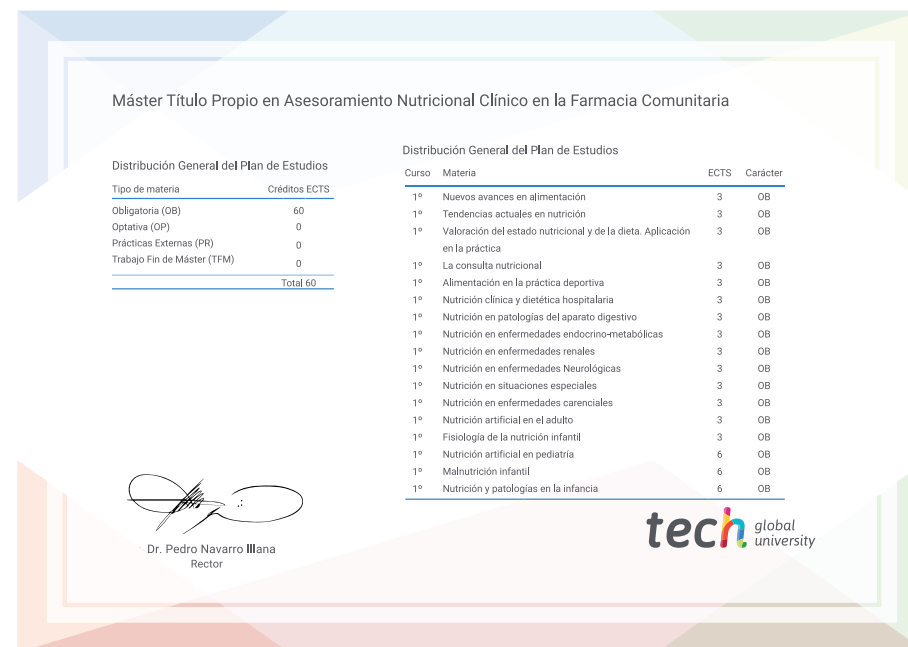 Máster Título Propio en Asesoramiento Nutricional Clínico en la Farmacia Comunitaria
Distribución General del Plan de Estudios
Tipo de materia Créditos ECTS
Obligatoria (OB) 60
Optativa (OP) 0
Prácticas Externas (PR) 0
Trabajo Fin de Máster (TFM) 0
Total 60
Distribución General del Plan de Estudios
Curso Materia ECTS Carácter
1º Nuevos avances en alimentación 3 OB
1º Tendencias actuales en nutrición 3 OB
1º Valoración del estado nutricional y de la dieta. Aplicación 3 OB
en la práctica
1º La consulta nutricional 3 OB
1º Alimentación en la práctica deportiva 3 OB
1º Nutrición clínica y dietética hospitalaria 3 OB
1º Nutrición en patologías del aparato digestivo 3 OB
1º Nutrición en enfermedades endocrino-metabólicas 3 OB
1º Nutrición en enfermedades renales 3 OB
1º Nutrición en enfermedades Neurológicas 3 OB
1º Nutrición en situaciones especiales 3 OB
1º Nutrición en enfermedades carenciales 3 OB
1º Nutrición artificial en el adulto 3 OB
1º Fisiología de la nutrición infantil 3 OB
1º Nutrición artificial en pediatría 6 OB
1º Malnutrición infantil 6 OB
1º Nutrición y patologías en la infancia 6 OB
Dr. Pedro Navarro Illana
Rector
tech global
university